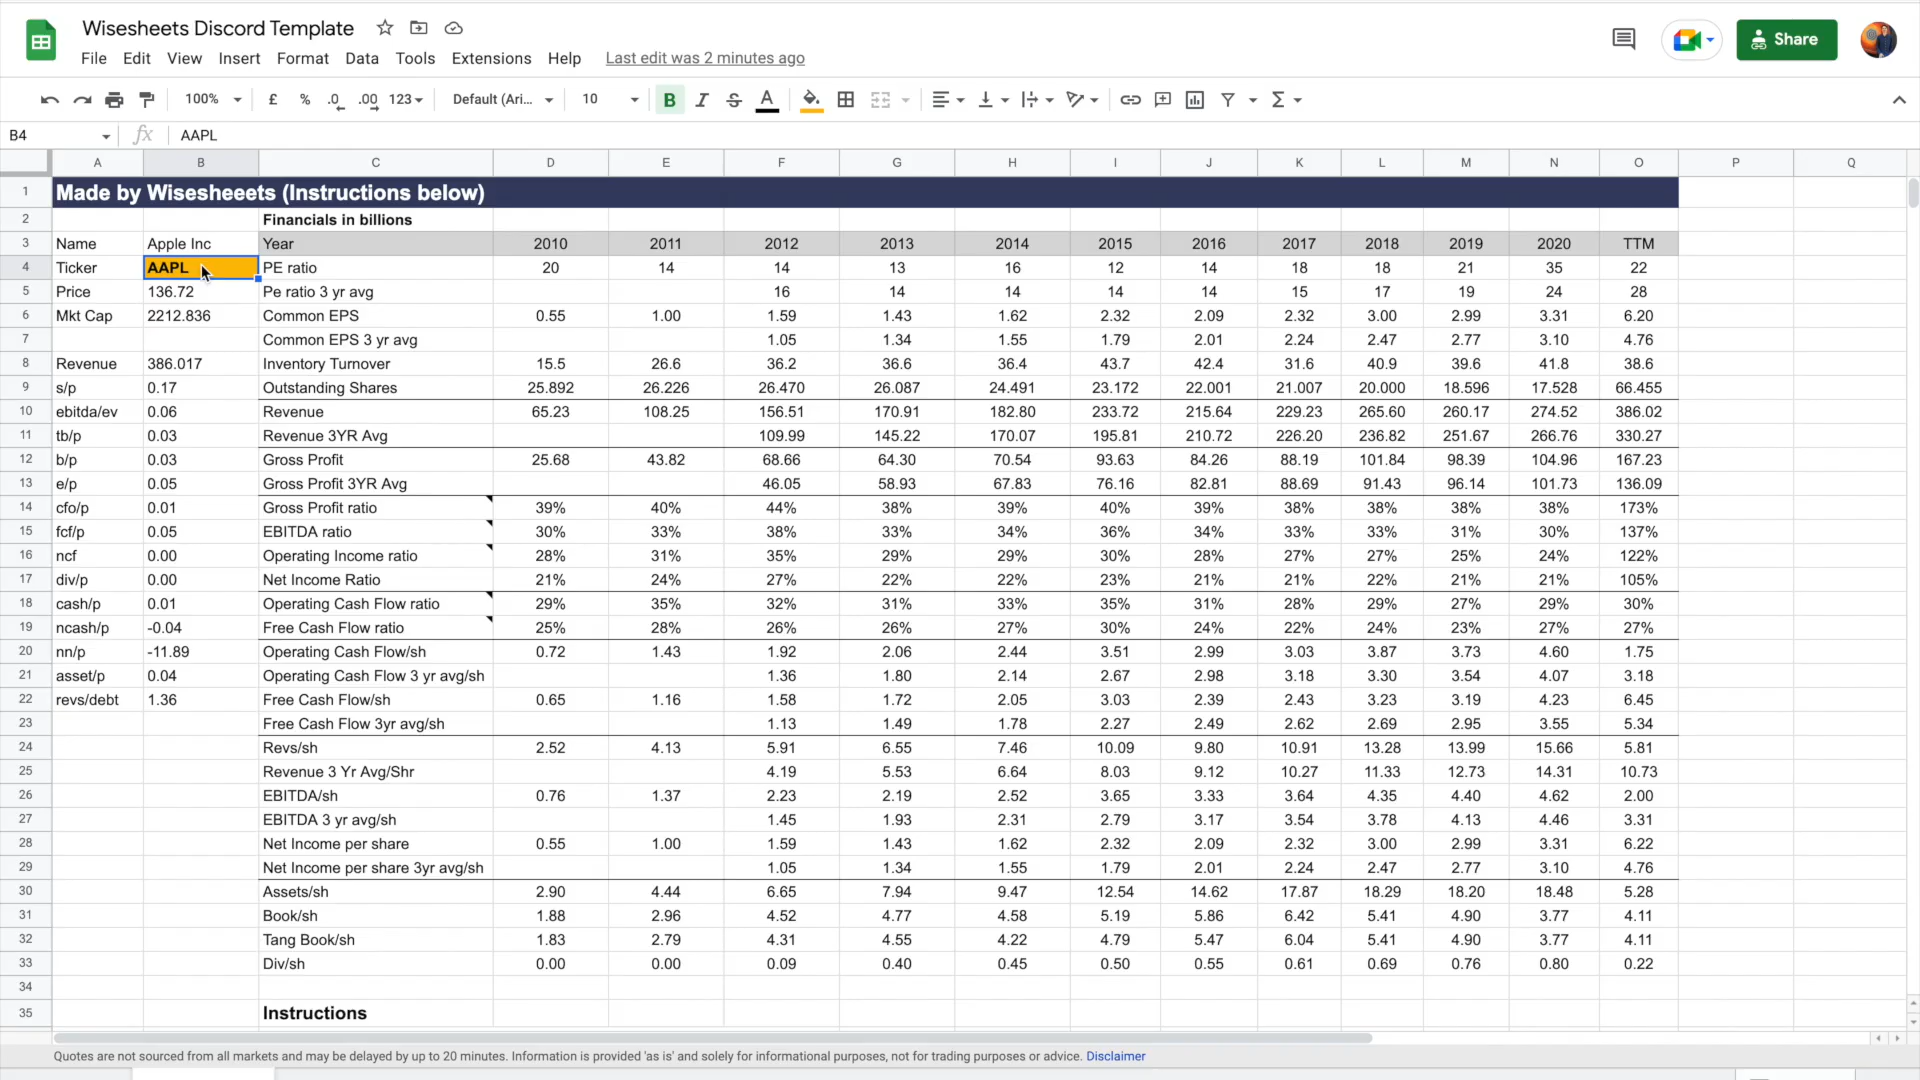 Wisesheets Discord Template
File Edit View Insert Format Data Tools Extensions Help Last edit was 2 minutes ago
Share
100% £ % .0 .00 123 Default (Ari... 10 B I S A Σ
B4 fx AAPL
A B C D E F G H I J K L M N O P Q
1 Made by Wisesheeets (Instructions below)
2 Financials in billions
3 Name Apple Inc Year 2010 2011 2012 2013 2014 2015 2016 2017 2018 2019 2020 TTM
4 Ticker AAPL PE ratio 20 14 14 13 16 12 14 18 18 21 35 22
5 Price 136.72 Pe ratio 3 yr avg 16 14 14 14 14 15 17 19 24 28
6 Mkt Cap 2212.836 Common EPS 0.55 1.00 1.59 1.43 1.62 2.32 2.09 2.32 3.00 2.99 3.31 6.20
7 Common EPS 3 yr avg 1.05 1.34 1.55 1.79 2.01 2.24 2.47 2.77 3.10 4.76
8 Revenue 386.017 Inventory Turnover 15.5 26.6 36.2 36.6 36.4 43.7 42.4 31.6 40.9 39.6 41.8 38.6
9 s/p 0.17 Outstanding Shares 25.892 26.226 26.470 26.087 24.491 23.172 22.001 21.007 20.000 18.596 17.528 66.455
10 ebitda/ev 0.06 Revenue 65.23 108.25 156.51 170.91 182.80 233.72 215.64 229.23 265.60 260.17 274.52 386.02
11 tb/p 0.03 Revenue 3YR Avg 109.99 145.22 170.07 195.81 210.72 226.20 236.82 251.67 266.76 330.27
12 b/p 0.03 Gross Profit 25.68 43.82 68.66 64.30 70.54 93.63 84.26 88.19 101.84 98.39 104.96 167.23
13 e/p 0.05 Gross Profit 3YR Avg 46.05 58.93 67.83 76.16 82.81 88.69 91.43 96.14 101.73 136.09
14 cfo/p 0.01 Gross Profit ratio 39% 40% 44% 38% 39% 40% 39% 38% 38% 38% 38% 173%
15 fcf/p 0.05 EBITDA ratio 30% 33% 38% 33% 34% 36% 34% 33% 33% 31% 30% 137%
16 ncf 0.00 Operating Income ratio 28% 31% 35% 29% 29% 30% 28% 27% 27% 25% 24% 122%
17 div/p 0.00 Net Income Ratio 21% 24% 27% 22% 22% 23% 21% 21% 22% 21% 21% 105%
18 cash/p 0.01 Operating Cash Flow ratio 29% 35% 32% 31% 33% 35% 31% 28% 29% 27% 29% 30%
19 ncash/p -0.04 Free Cash Flow ratio 25% 28% 26% 26% 27% 30% 24% 22% 24% 23% 27% 27%
20 nn/p -11.89 Operating Cash Flow/sh 0.72 1.43 1.92 2.06 2.44 3.51 2.99 3.03 3.87 3.73 4.60 1.75
21 asset/p 0.04 Operating Cash Flow 3 yr avg/sh 1.36 1.80 2.14 2.67 2.98 3.18 3.30 3.54 4.07 3.18
22 revs/debt 1.36 Free Cash Flow/sh 0.65 1.16 1.58 1.72 2.05 3.03 2.39 2.43 3.23 3.19 4.23 6.45
23 Free Cash Flow 3yr avg/sh 1.13 1.49 1.78 2.27 2.49 2.62 2.69 2.95 3.55 5.34
24 Revs/sh 2.52 4.13 5.91 6.55 7.46 10.09 9.80 10.91 13.28 13.99 15.66 5.81
25 Revenue 3 Yr Avg/Shr 4.19 5.53 6.64 8.03 9.12 10.27 11.33 12.73 14.31 10.73
26 EBITDA/sh 0.76 1.37 2.23 2.19 2.52 3.65 3.33 3.64 4.35 4.40 4.62 2.00
27 EBITDA 3 yr avg/sh 1.45 1.93 2.31 2.79 3.17 3.54 3.78 4.13 4.46 3.31
28 Net Income per share 0.55 1.00 1.59 1.43 1.62 2.32 2.09 2.32 3.00 2.99 3.31 6.22
29 Net Income per share 3yr avg/sh 1.05 1.34 1.55 1.79 2.01 2.24 2.47 2.77 3.10 4.76
30 Assets/sh 2.90 4.44 6.65 7.94 9.47 12.54 14.62 17.87 18.29 18.20 18.48 5.28
31 Book/sh 1.88 2.96 4.52 4.77 4.58 5.19 5.86 6.42 5.41 4.90 3.77 4.11
32 Tang Book/sh 1.83 2.79 4.31 4.55 4.22 4.79 5.47 6.04 5.41 4.90 3.77 4.11
33 Div/sh 0.00 0.00 0.09 0.40 0.45 0.50 0.55 0.61 0.69 0.76 0.80 0.22
34
35 Instructions
Quotes are not sourced from all markets and may be delayed by up to 20 minutes. Information is provided 'as is' and solely for informational purposes, not for trading purposes or advice. Disclaimer